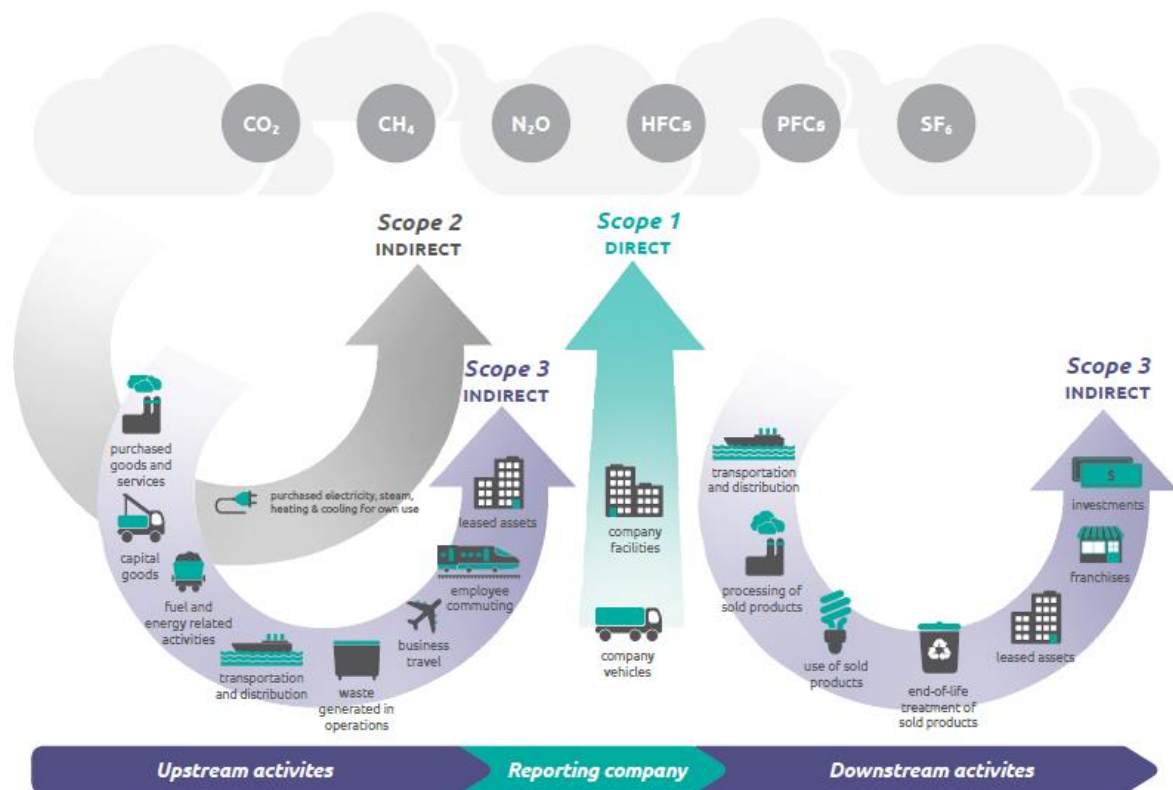 CO₂
CH₄
N₂O
HFCs
PFCs
SF₆
Scope 2
INDIRECT
Scope 1
DIRECT
Scope 3
INDIRECT
Scope 3
INDIRECT
purchased
goods and
services
capital
goods
fuel and
energy related
activities
purchased electricity, steam,
heating & cooling for own use
transportation
and distribution
waste
generated in
operations
business
travel
employee
commuting
leased assets
company
facilities
company
vehicles
transportation
and distribution
processing of
sold products
use of sold
products
end-of-life
treatment of
sold products
leased assets
franchises
$
investments
Upstream activites
Reporting company
Downstream activites